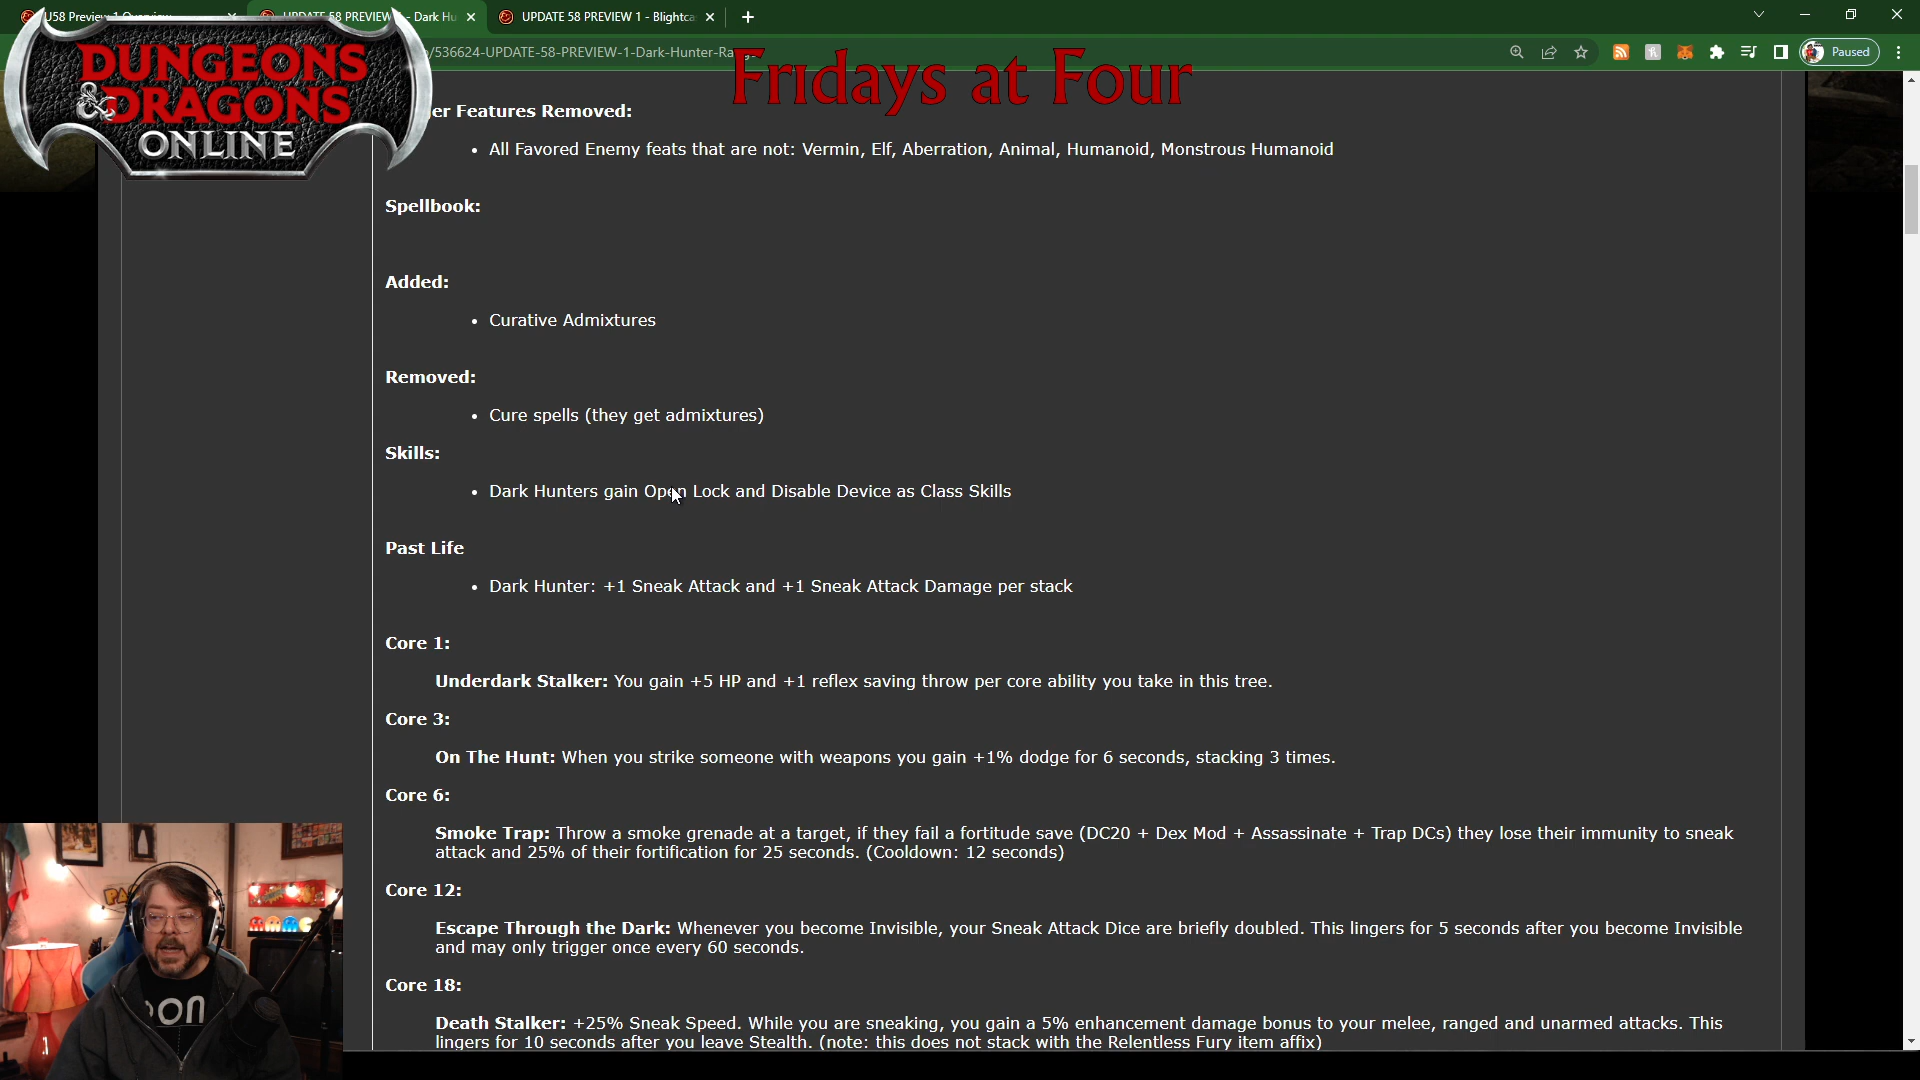 U58 Preview 1 Overview
UPDATE 58 PREVIEW 1 - Dark Hu
UPDATE 58 PREVIEW 1 - Blightca
/536624-UPDATE-58-PREVIEW-1-Dark-Hunter-Ra
Paused
DUNGEONS
& DRAGONS
ONLINE
Fridays at Four
er Features Removed:
• All Favored Enemy feats that are not: Vermin, Elf, Aberration, Animal, Humanoid, Monstrous Humanoid
Spellbook:
Added:
• Curative Admixtures
Removed:
• Cure spells (they get admixtures)
Skills:
• Dark Hunters gain Open Lock and Disable Device as Class Skills
Past Life
• Dark Hunter: +1 Sneak Attack and +1 Sneak Attack Damage per stack
Core 1:
Underdark Stalker: You gain +5 HP and +1 reflex saving throw per core ability you take in this tree.
Core 3:
On The Hunt: When you strike someone with weapons you gain +1% dodge for 6 seconds, stacking 3 times.
Core 6:
Smoke Trap: Throw a smoke grenade at a target, if they fail a fortitude save (DC20 + Dex Mod + Assassinate + Trap DCs) they lose their immunity to sneak
attack and 25% of their fortification for 25 seconds. (Cooldown: 12 seconds)
Core 12:
Escape Through the Dark: Whenever you become Invisible, your Sneak Attack Dice are briefly doubled. This lingers for 5 seconds after you become Invisible
and may only trigger once every 60 seconds.
Core 18:
Death Stalker: +25% Sneak Speed. While you are sneaking, you gain a 5% enhancement damage bonus to your melee, ranged and unarmed attacks. This
lingers for 10 seconds after you leave Stealth. (note: this does not stack with the Relentless Fury item affix)